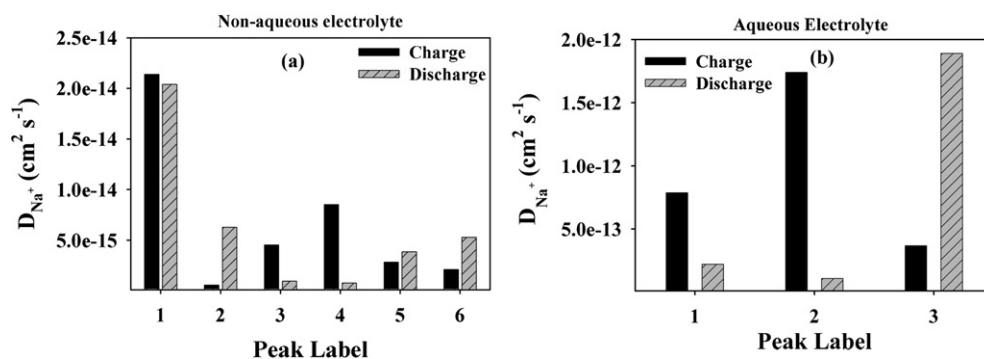 Non-aqueous electrolyte
(a)
Charge
Discharge
2.5e-14
2.0e-14
1.5e-14
1.0e-14
5.0e-15
D_Na⁺ (cm² s⁻¹)
1 2 3 4 5 6
Peak Label
Aqueous Electrolyte
(b)
Charge
Discharge
2.0e-12
1.5e-12
1.0e-12
5.0e-13
D_Na⁺ (cm² s⁻¹)
1 2 3
Peak Label